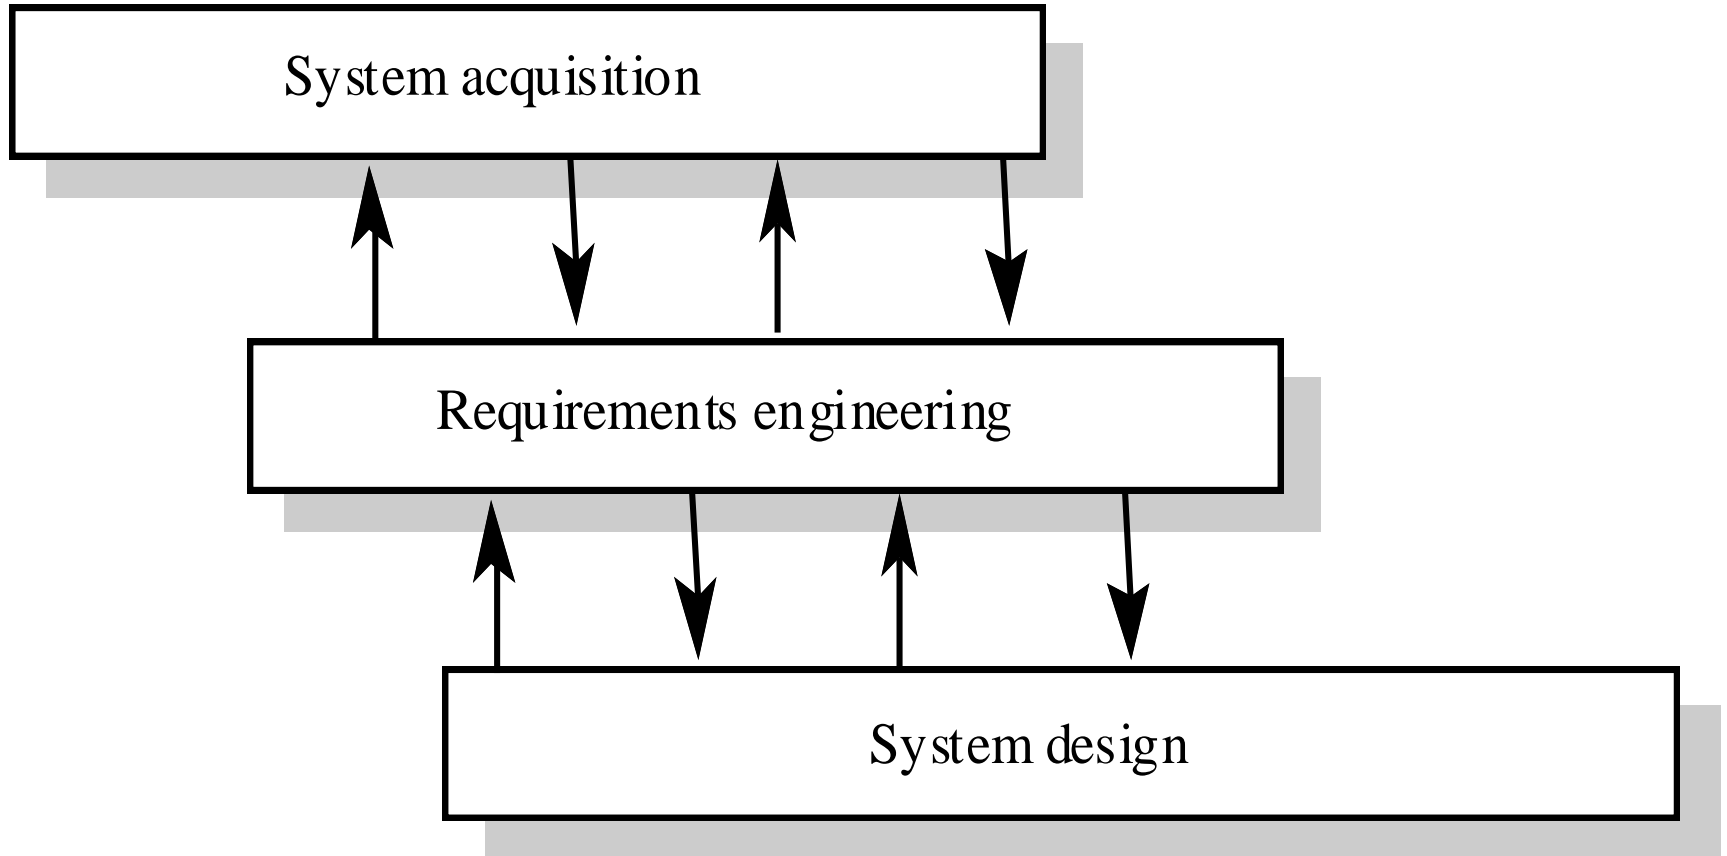 System acquisition
Requirements engineering
System design